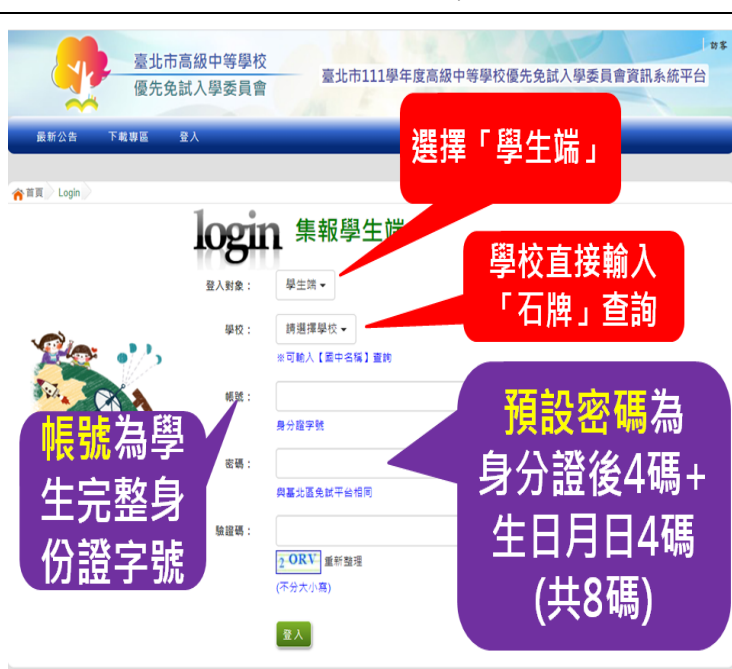 臺北市高級中等學校
優先免試入學委員會
訪客
臺北市111學年度高級中等學校優先免試入學委員會資訊系統平台
最新公告 下載專區 登入
首頁 Login
選擇「學生端」
login 集報學生端
登入對象： 學生端
學校直接輸入
「石牌」查詢
學校： 請選擇學校
※可輸入【國中名稱】查詢
帳號：
身分證字號
帳號為學
生完整身
份證字號
預設密碼為
身分證後4碼+
生日月日4碼
(共8碼)
密碼：
與基北區免試平台相同
驗證碼：
2 ORV 重新整理
(不分大小寫)
登入